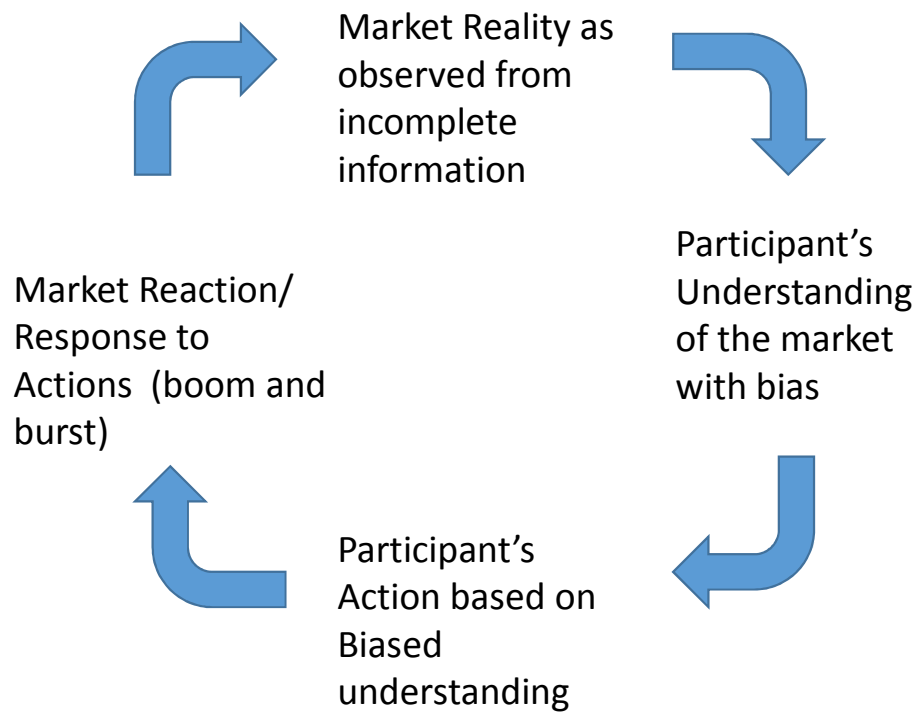 Market Reality as
observed from
incomplete
information
Participant’s
Understanding
of the market
with bias
Participant’s
Action based on
Biased
understanding
Market Reaction/
Response to
Actions  (boom and
burst)